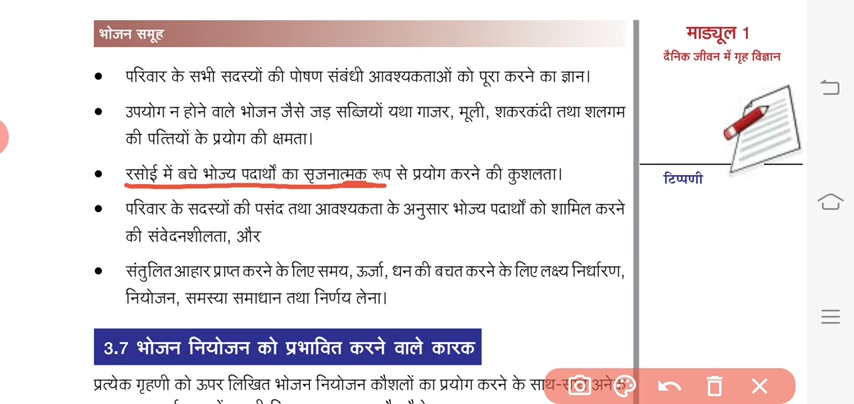 भोजन समूह
माड्यूल 1
दैनिक जीवन में गृह विज्ञान
टिप्पणी
परिवार के सभी सदस्यों की पोषण संबंधी आवश्यकताओं को पूरा करने का ज्ञान।
उपयोग न होने वाले भोजन जैसे जड़ सब्जियों यथा गाजर, मूली, शकरकंदी तथा शलगम
की पत्तियों के प्रयोग की क्षमता।
रसोई में बचे भोज्य पदार्थों का सृजनात्मक रूप से प्रयोग करने की कुशलता।
परिवार के सदस्यों की पसंद तथा आवश्यकता के अनुसार भोज्य पदार्थों को शामिल करने
की संवेदनशीलता, और
संतुलित आहार प्राप्त करने के लिए समय, ऊर्जा, धन की बचत करने के लिए लक्ष्य निर्धारण,
नियोजन, समस्या समाधान तथा निर्णय लेना।
3.7 भोजन नियोजन को प्रभावित करने वाले कारक
प्रत्येक गृहणी को ऊपर लिखित भोजन नियोजन कौशलों का प्रयोग करने के